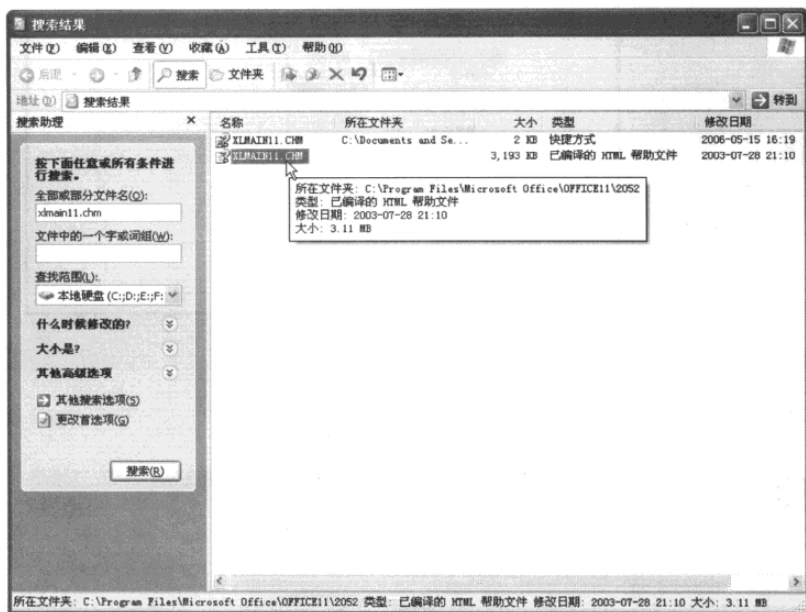 搜索结果
文件(F) 编辑(E) 查看(V) 收藏(A) 工具(T) 帮助(H)
后退 搜索 文件夹
地址(D) 搜索结果 转到
搜索助理
按下面任意或所有条件进
行搜索。
全部或部分文件名(O):
xlmain11.chm
文件中的一个字或词组(W):
查找范围(L):
本地硬盘 (C:;D:;E:;F:
什么时候修改的?
大小是?
其他高级选项
其他搜索选项(S)
更改首选项(G)
搜索(R)
名称 所在文件夹 大小 类型 修改日期
XLMAIN11.CHM C:\Documents and Se... 2 KB 快捷方式 2006-05-15 16:19
XLMAIN11.CHM 3,193 KB 已编译的 HTML 帮助文件 2003-07-28 21:10
所在文件夹: C:\Program Files\Microsoft Office\OFFICE11\2052
类型: 已编译的 HTML 帮助文件
修改日期: 2003-07-28 21:10
大小: 3.11 MB
所在文件夹: C:\Program Files\Microsoft Office\OFFICE11\2052 类型: 已编译的 HTML 帮助文件 修改日期: 2003-07-28 21:10 大小: 3.11 MB